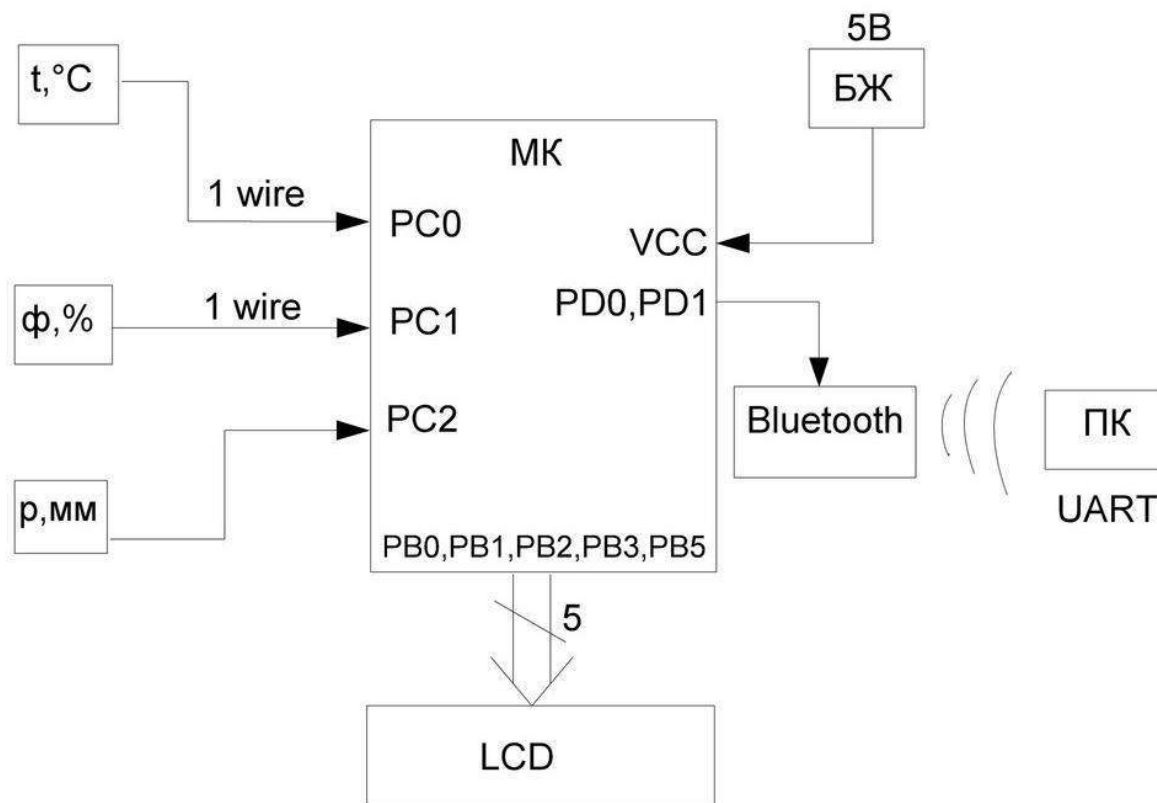 5В
t,°C
БЖ
МК
1 wire
PC0
VCC
1 wire
PD0,PD1
ф,%
PC1
PC2
Bluetooth
ПК
р,мм
UART
PB0,PB1,PB2,PB3,PB5
5
LCD